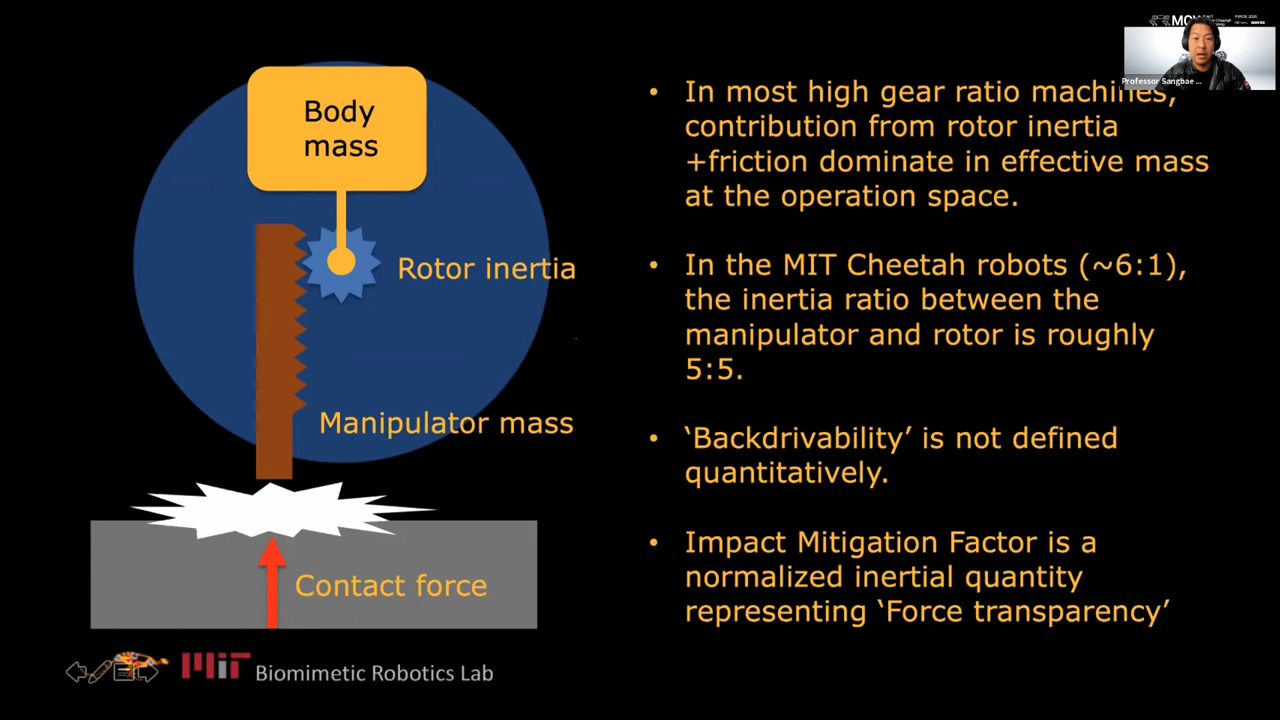 Body
mass
Rotor inertia
Manipulator mass
Contact force
MIT
Biomimetic Robotics Lab
Professor Sangbae ...
• In most high gear ratio machines,
contribution from rotor inertia
+friction dominate in effective mass
at the operation space.
• In the MIT Cheetah robots (~6:1),
the inertia ratio between the
manipulator and rotor is roughly
5:5.
• ‘Backdrivability’ is not defined
quantitatively.
• Impact Mitigation Factor is a
normalized inertial quantity
representing ‘Force transparency’